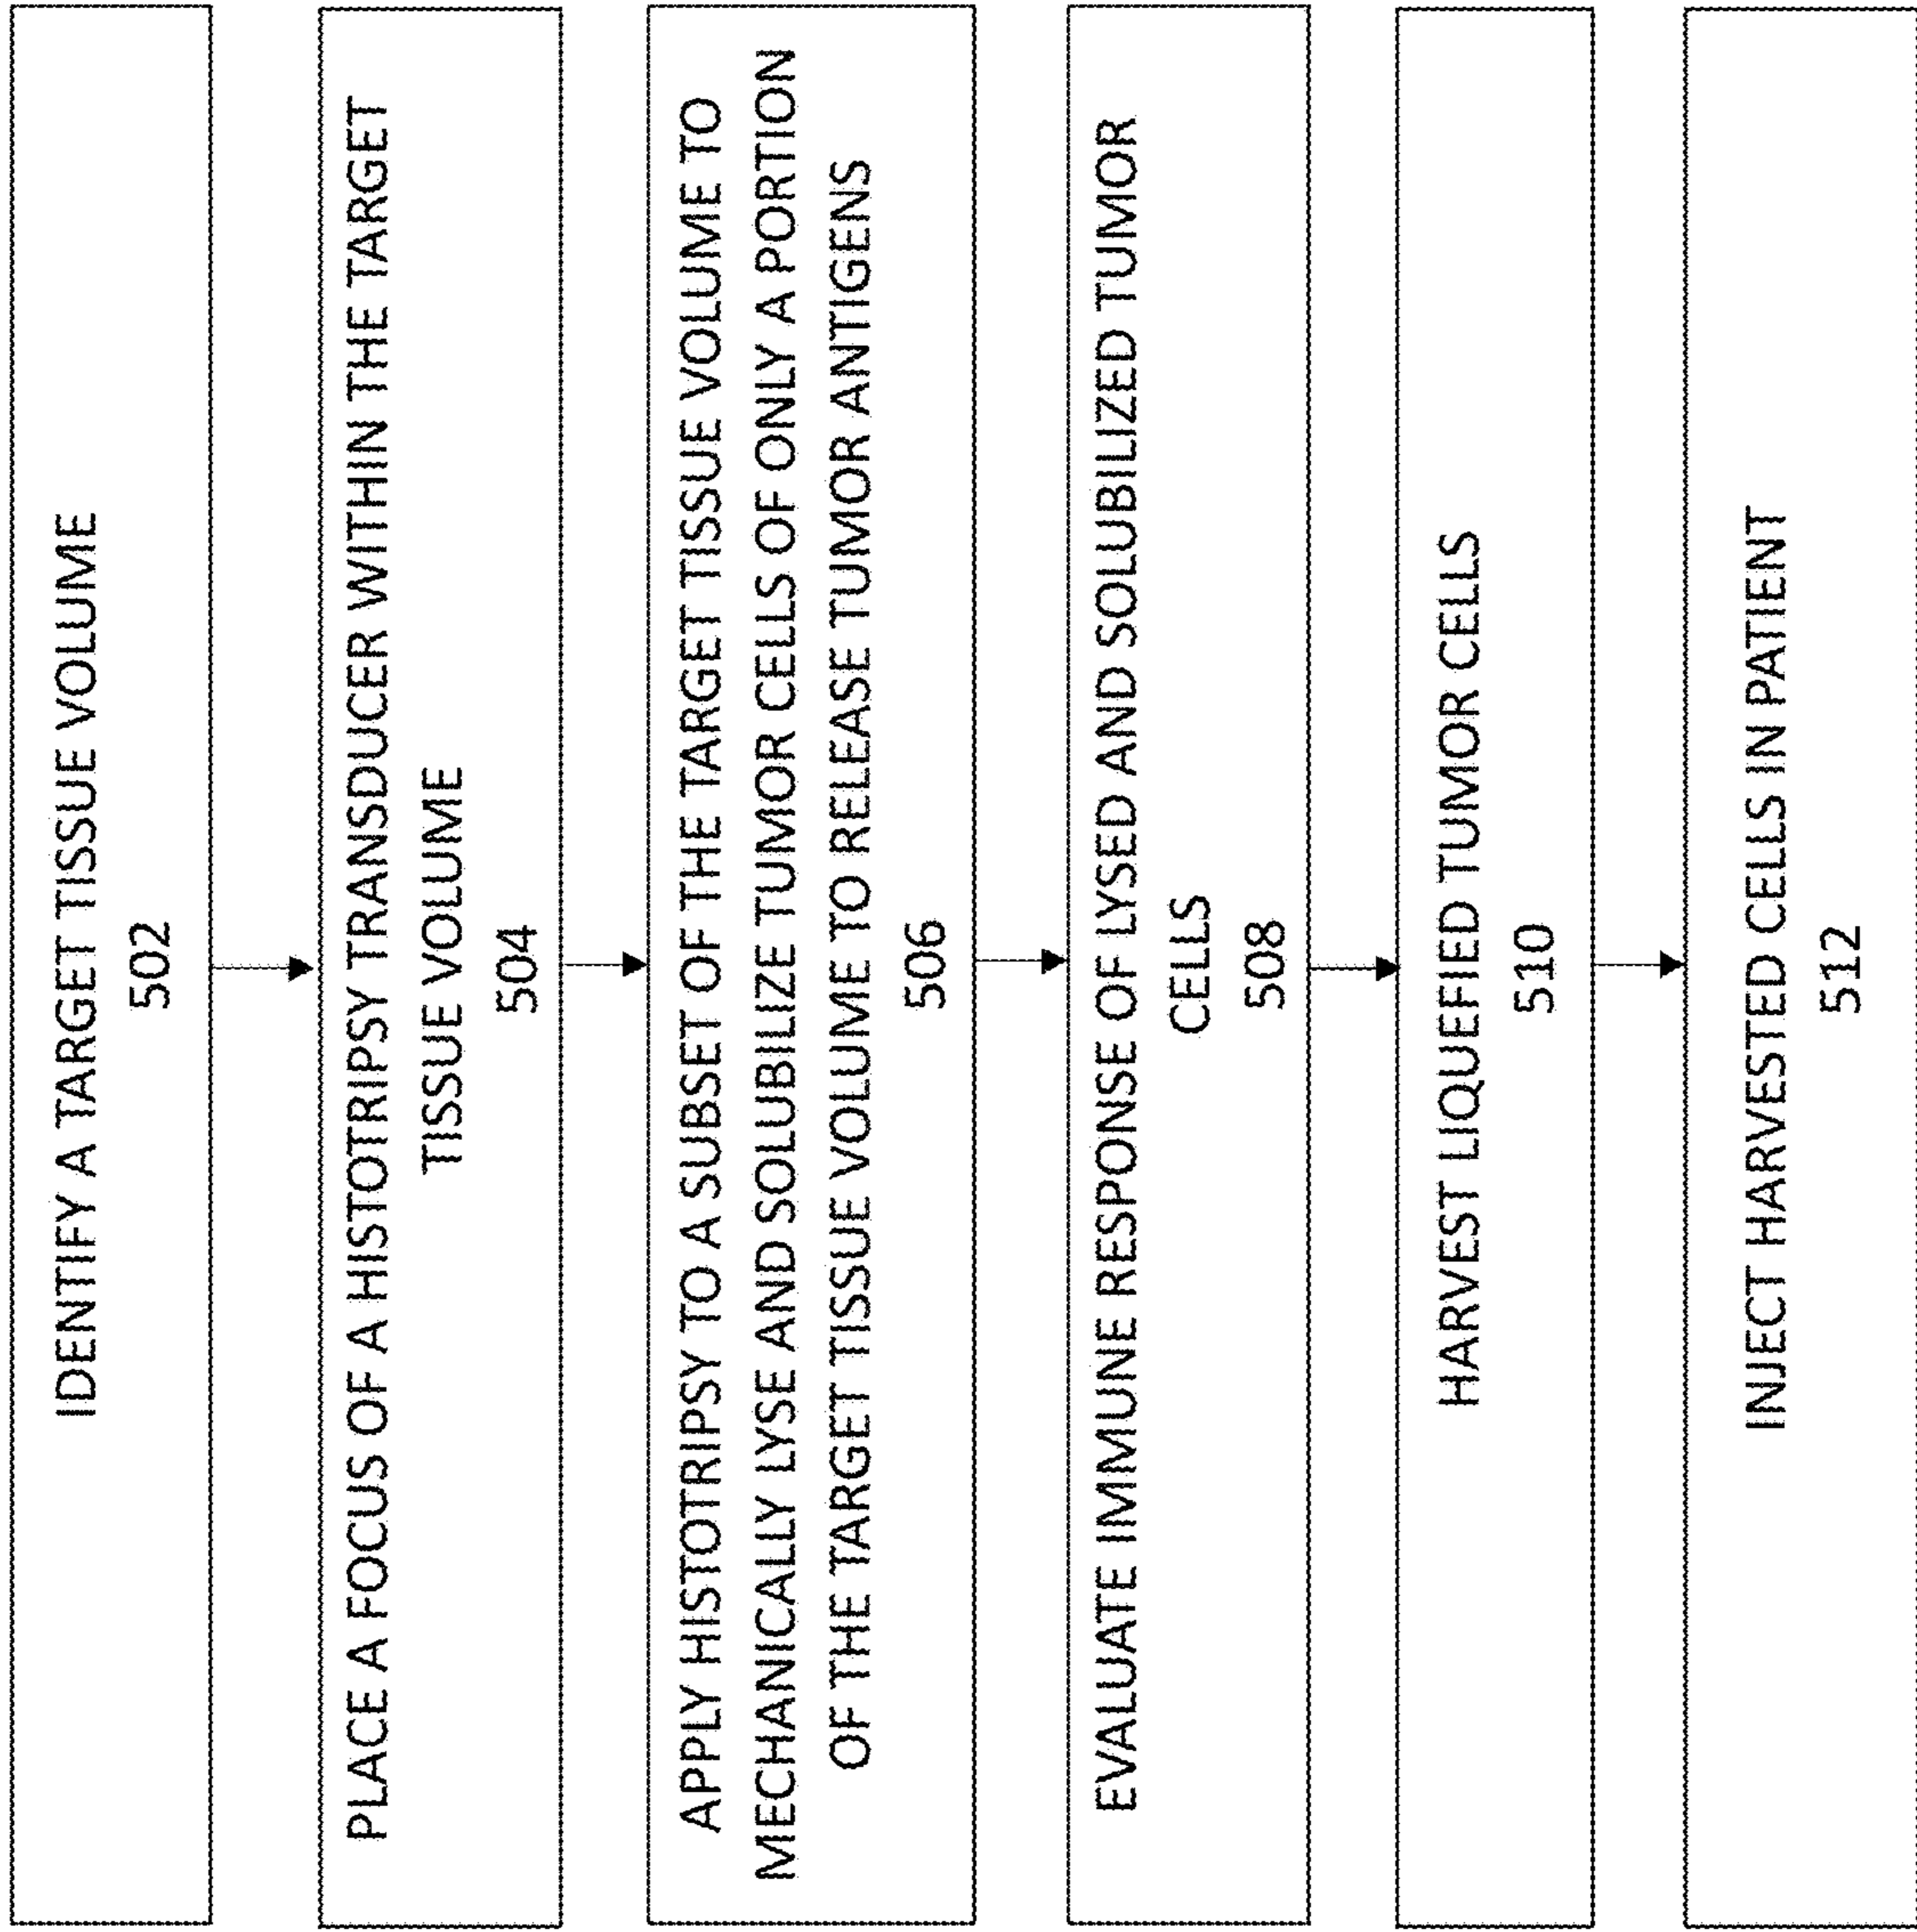 IDENTIFY A TARGET TISSUE VOLUME
502
PLACE A FOCUS OF A HISTOTRIPSY TRANSDUCER WITHIN THE TARGET
TISSUE VOLUME
504
APPLY HISTOTRIPSY TO A SUBSET OF THE TARGET TISSUE VOLUME TO
MECHANICALLY LYSE AND SOLUBILIZE TUMOR CELLS OF ONLY A PORTION
OF THE TARGET TISSUE VOLUME TO RELEASE TUMOR ANTIGENS
506
EVALUATE IMMUNE RESPONSE OF LYSED AND SOLUBILIZED TUMOR
CELLS
508
HARVEST LIQUEFIED TUMOR CELLS
510
INJECT HARVESTED CELLS IN PATIENT
512